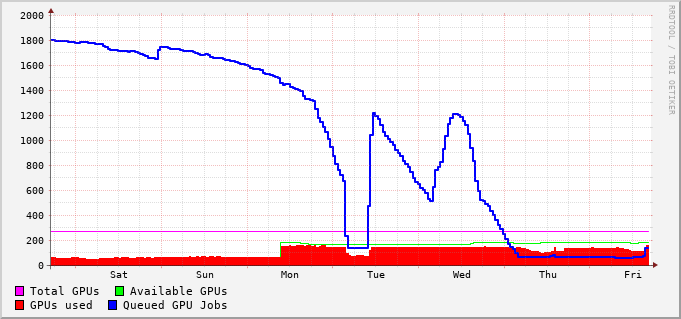 2000
1800
1600
1400
1200
1000
800
600
400
200
0
Sat Sun Mon Tue Wed Thu Fri
Total GPUs Available GPUs
GPUs used Queued GPU Jobs
RRDTOOL / TOBI OETIKER